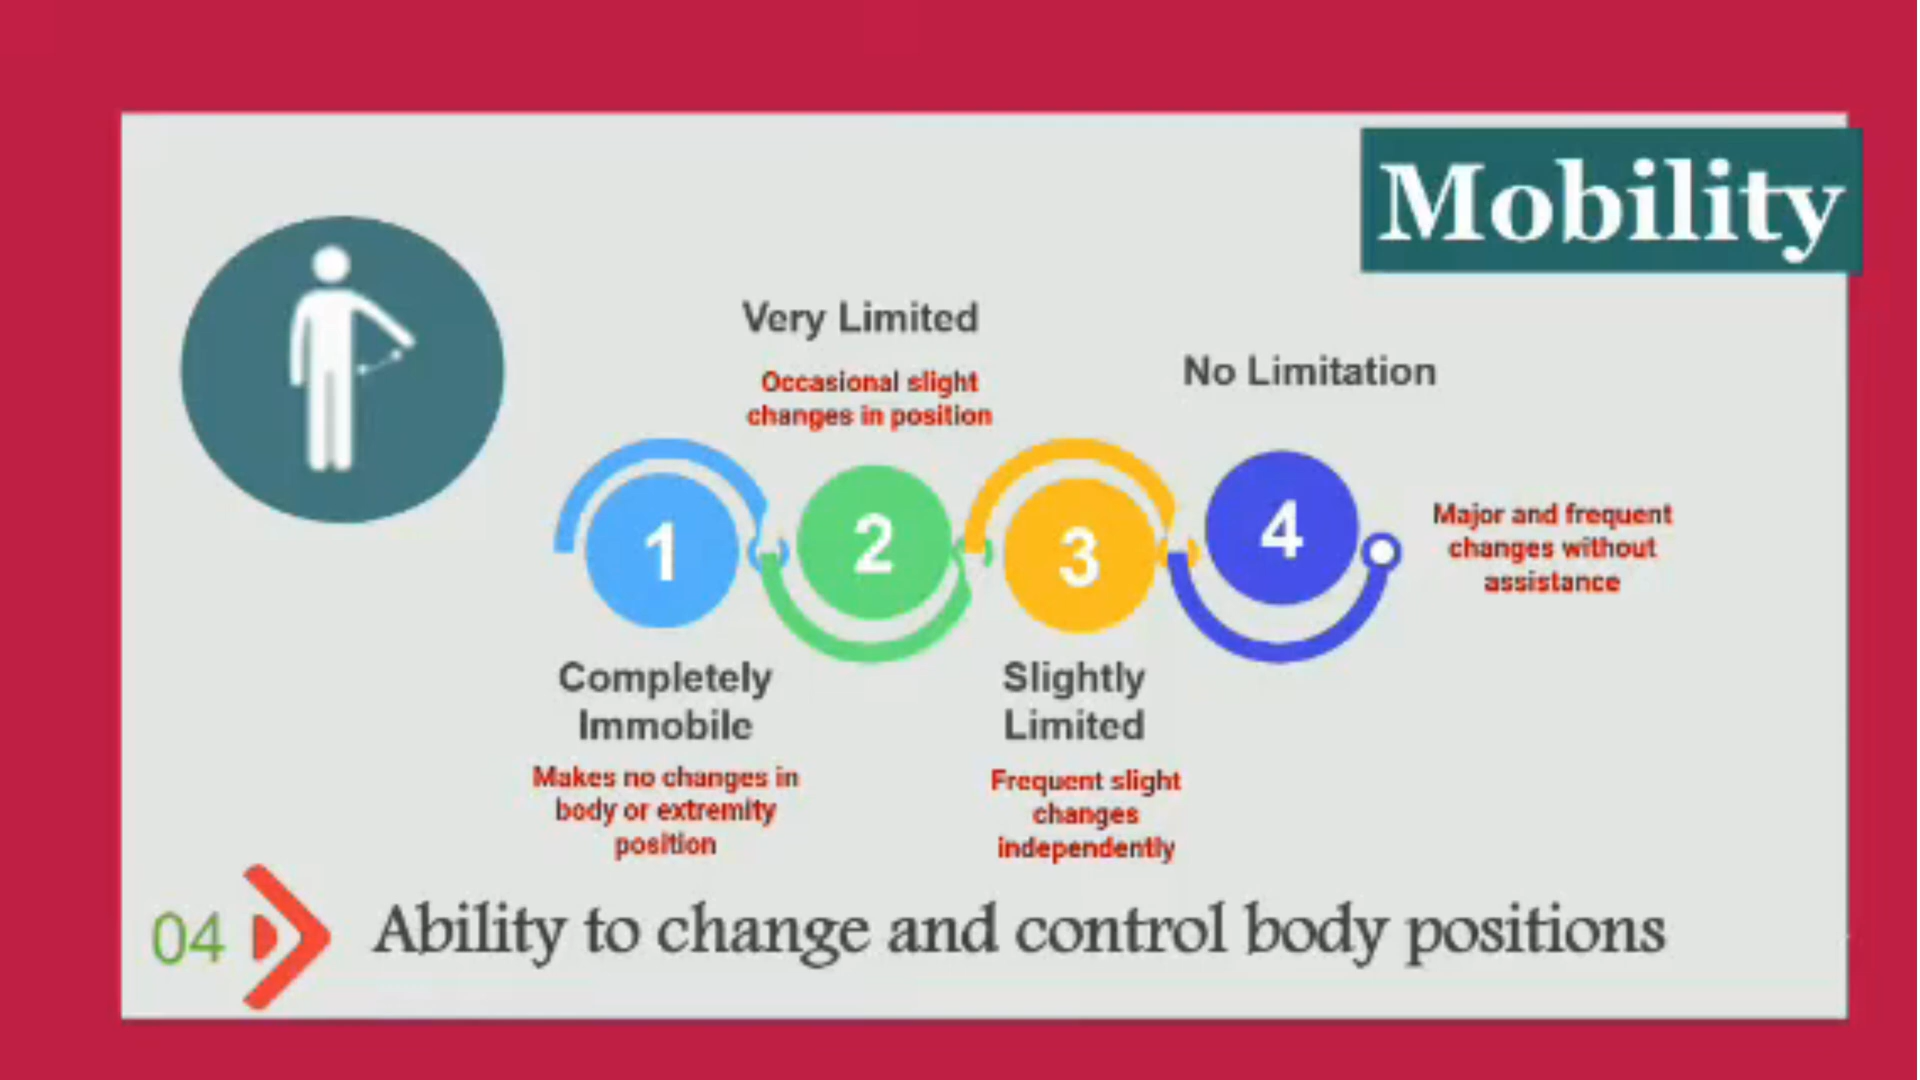 Mobility
Very Limited
Occasional slight
changes in position
No Limitation
Major and frequent
changes without
assistance
1
2
3
4
Completely
Immobile
Makes no changes in
body or extremity
position
Slightly
Limited
Frequent slight
changes
independently
04
Ability to change and control body positions